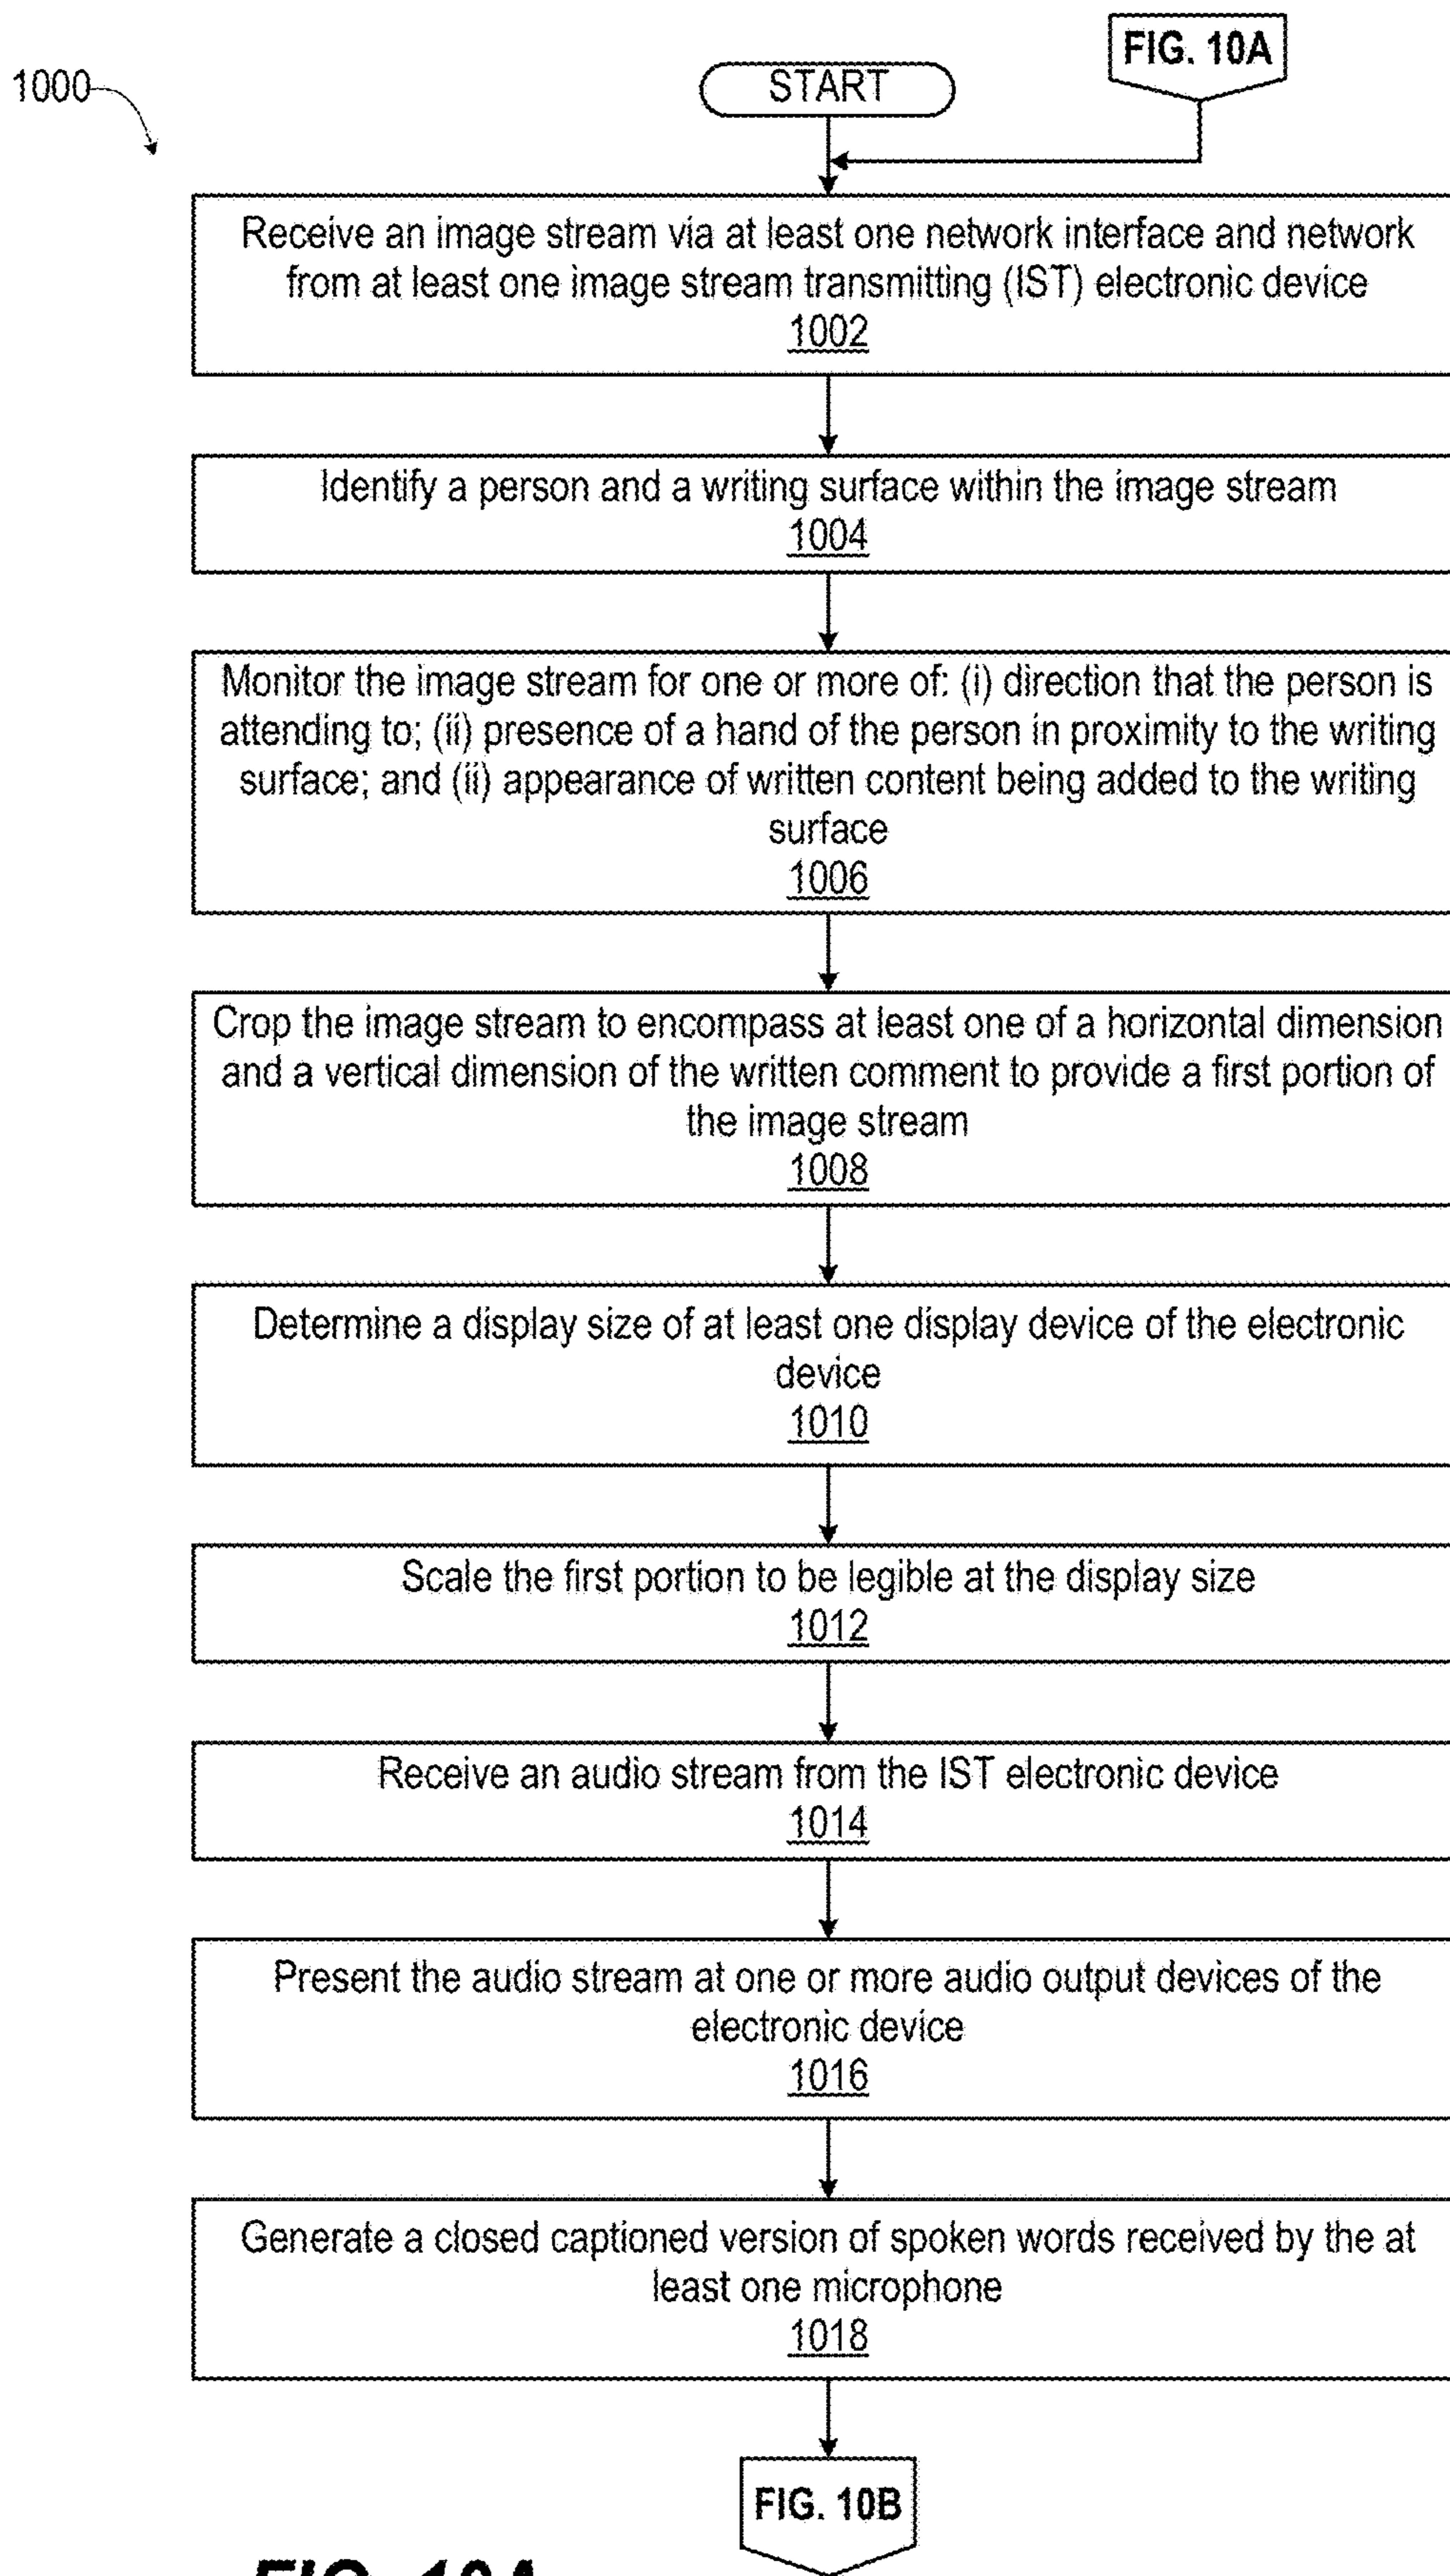 FIG. 10A
1000
START
Receive an image stream via at least one network interface and network
from at least one image stream transmitting (IST) electronic device
1002
Identify a person and a writing surface within the image stream
1004
Monitor the image stream for one or more of: (i) direction that the person is
attending to; (ii) presence of a hand of the person in proximity to the writing
surface; and (ii) appearance of written content being added to the writing
surface
1006
Crop the image stream to encompass at least one of a horizontal dimension
and a vertical dimension of the written comment to provide a first portion of
the image stream
1008
Determine a display size of at least one display device of the electronic
device
1010
Scale the first portion to be legible at the display size
1012
Receive an audio stream from the IST electronic device
1014
Present the audio stream at one or more audio output devices of the
electronic device
1016
Generate a closed captioned version of spoken words received by the at
least one microphone
1018
FIG. 10B
FIG. 10A